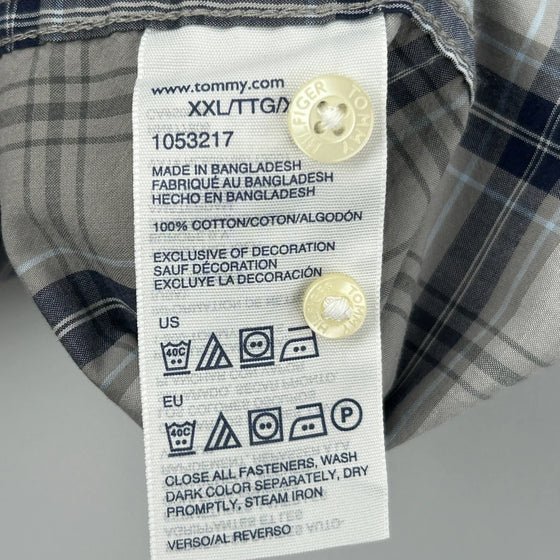 www.tommy.com
XXL/TTG/X
1053217
MADE IN BANGLADESH
FABRIQUÉ AU BANGLADESH
HECHO EN BANGLADESH
100% COTTON/COTON/ALGODÓN
EXCLUSIVE OF DECORATION
SAUF DÉCORATION
EXCLUYE LA DECORACIÓN
US
40C
EU
40C
P
CLOSE ALL FASTENERS, WASH
DARK COLOR SEPARATELY, DRY
PROMPTLY, STEAM IRON
VERSO/AL REVERSO
TOMMY HILFIGER
TOMMY HILFIGER